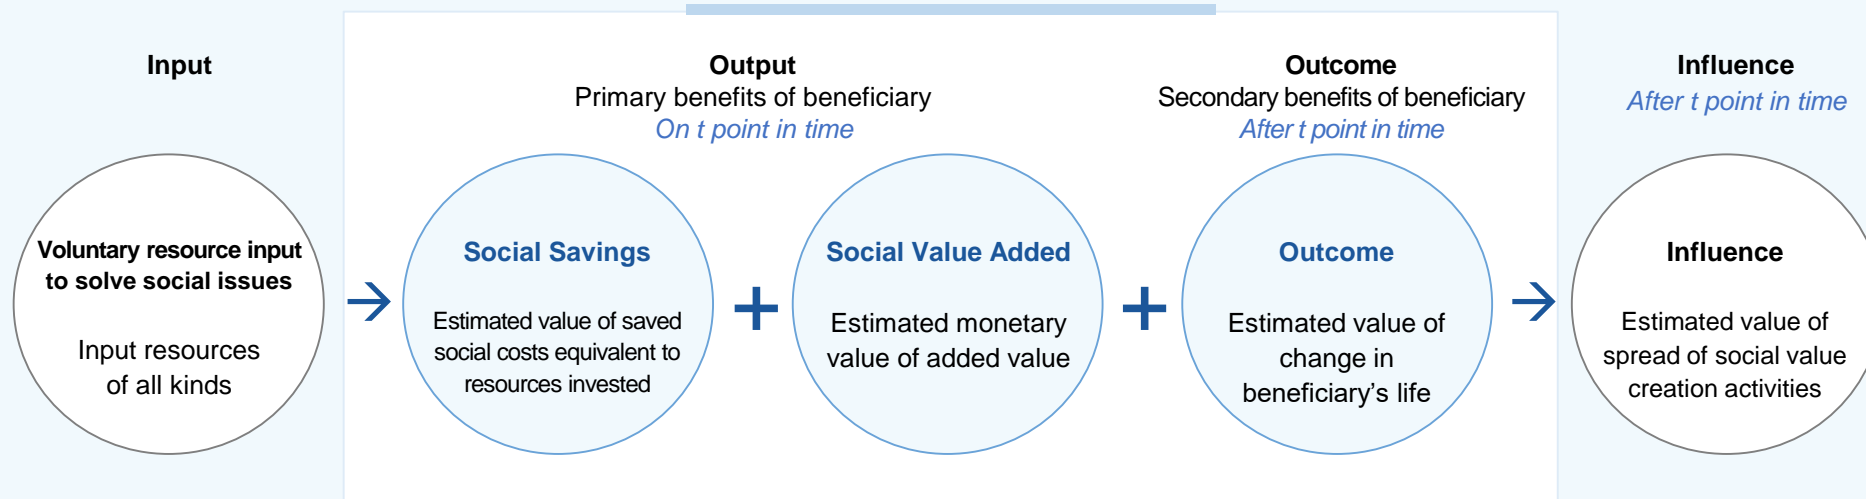 Input
Output
Primary benefits of beneficiary
On t point in time
Outcome
Secondary benefits of beneficiary
After t point in time
Influence
After t point in time
Voluntary resource input
to solve social issues
Input resources
of all kinds
→
Social Savings
Estimated value of saved
social costs equivalent to
resources invested
+
Social Value Added
Estimated monetary
value of added value
+
Outcome
Estimated value of
change in
beneficiary’s life
→
Influence
Estimated value of
spread of social value
creation activities